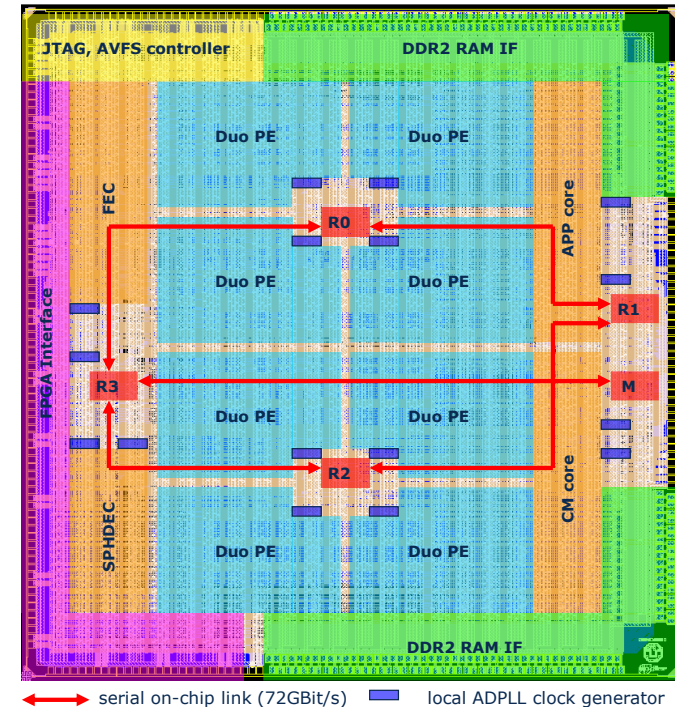 JTAG, AVFS controller
DDR2 RAM IF
Duo PE
Duo PE
FEC
APP core
R0
Duo PE
Duo PE
R1
FPGA Interface
R3
M
Duo PE
Duo PE
R2
SPHDEC
CM core
Duo PE
Duo PE
DDR2 RAM IF
serial on-chip link (72GBit/s)
local ADPLL clock generator